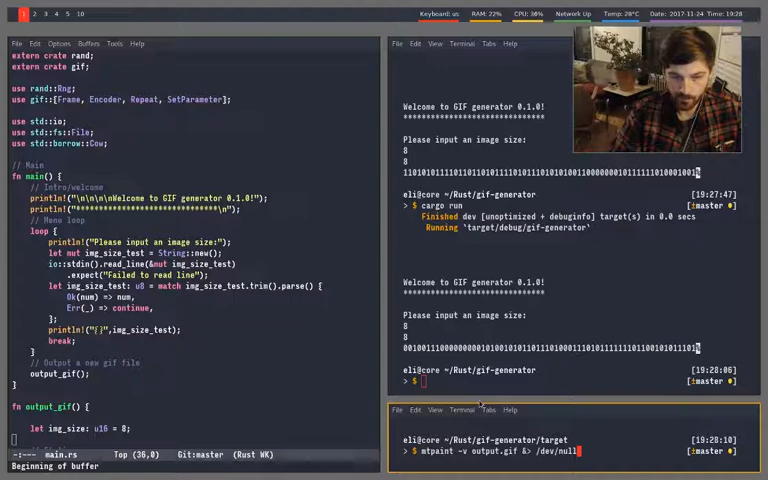 1 2 3 4 5 10
Keyboard: us RAM: 22% CPU: 36% Network Up Temp: 28°C Date: 2017-11-24 Time: 19:28
File Edit Options Buffers Tools Help
extern crate rand;
extern crate gif;
use rand::Rng;
use gif::{Frame, Encoder, Repeat, SetParameter};
use std::io;
use std::fs::File;
use std::borrow::Cow;
// Main
fn main() {
// Intro/welcome
println!("\n\n\n\nWelcome to GIF generator 0.1.0!");
println!("********************************\n");
// Menu loop
loop {
println!("Please input an image size:");
let mut img_size_test = String::new();
io::stdin().read_line(&mut img_size_test)
.expect("Failed to read line");
let img_size_test: u8 = match img_size_test.trim().parse() {
Ok(num) => num,
Err(_) => continue,
};
println!("{}",img_size_test);
break;
}
// Output a new gif file
output_gif();
}
fn output_gif() {
let img_size: u16 = 8;
-:--- main.rs Top (36,0) Git:master (Rust WK)
Beginning of buffer
File Edit View Terminal Tabs Help
Welcome to GIF generator 0.1.0!
********************************
Please input an image size:
8
8
eli@core ~/Rust/gif-generator [19:27:47]
> $ cargo run [±master ●]
Finished dev [unoptimized + debuginfo] target(s) in 0.0 secs
Running `target/debug/gif-generator`
Welcome to GIF generator 0.1.0!
********************************
Please input an image size:
8
8
eli@core ~/Rust/gif-generator [19:28:06]
> $ [±master ●]
File Edit View Terminal Tabs Help
eli@core ~/Rust/gif-generator/target [19:28:10]
> $ mtpaint -v output.gif &> /dev/null [±master ●]